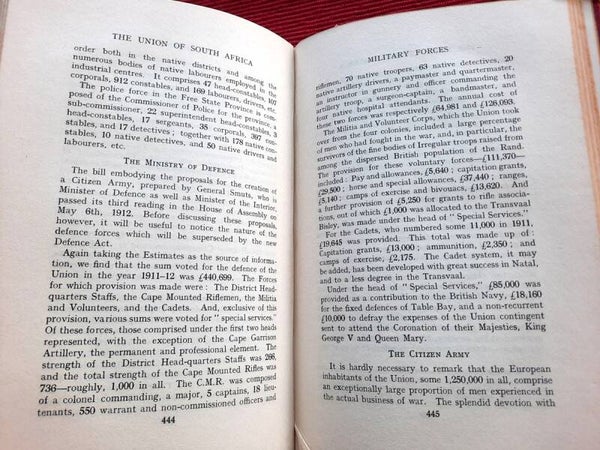 THE UNION OF SOUTH AFRICA
order both in the native districts and among the
numerous bodies of native labourers employed in the
industrial centres. It comprises 47 head-constables, 107
corporals, 912 constables, and 169 labourers, drivers, etc.
The police force in the Free State Province is com-
posed of the Commissioner of Police for the province, a
sub-commissioner, 22 superintendent head-constables, 3
head-constables, 17 sergeants, 35 corporals, 397 con-
stables, and 17 detectives; together with 178 native con-
stables, 10 native detectives, and 50 native drivers and
labourers, etc.
THE MINISTRY OF DEFENCE
The bill embodying the proposals for the creation of
a Citizen Army, prepared by General Smuts, who is
Minister of Defence as well as Minister of the Interior,
passed its third reading in the House of Assembly on
May 6th, 1912. Before discussing these proposals,
however, it will be useful to notice the nature of the
defence forces which will be superseded by the new
Defence Act.
Again taking the Estimates as the source of informa-
tion, we find that the sum voted for the defence of the
Union in the year 1911-12 was £440,699. The Forces
for which provision was made were: The District Head-
quarters Staffs, the Cape Mounted Riflemen, the Militia
and Volunteers, and the Cadets. And, exclusive of this
provision, various sums were voted for "special services."
Of these forces, those comprised under the first two heads
represented, with the exception of the Cape Garrison
Artillery, the permanent and professional element. The
strength of the District Head-quarters Staffs was 266,
and the total strength of the Cape Mounted Rifles was
736—roughly, 1,000 in all. The C.M.R. was composed
of a colonel commanding, a major, 5 captains, 18 lieu-
tenants, 550 warrant and non-commissioned officers and
444
MILITARY FORCES
riflemen, 70 native troopers, 63 native detectives, 20
native artillery drivers, a paymaster and quartermaster,
an instructor in gunnery and officer commanding the
artillery troop, a surgeon-captain, a bandmaster, and
four native hospital attendants. The annual cost of
these two forces was respectively £64,981 and £126,093.
The Militia and Volunteer Corps, which the Union took
over from the four colonies, included a large percentage
of men who had fought in the war, and, in particular, the
survivors of the fine bodies of Irregular troops raised from
among the dispersed British population of the Rand.
The provision for these voluntary forces—£111,370—
included: Pay and allowances, £5,640; capitation grants,
£29,500; horse and special allowances, £37,440; ranges,
£5,140; camps of exercise and bivouacs, £13,620. And
a further provision of £5,250 for grants to rifle associa-
tions, out of which £1,000 was allocated to the Transvaal
Bisley, was made under the head of "Special Services."
For the Cadets, who numbered some 11,000 in 1911,
£19,645 was provided. This total was made up of:
Capitation grants, £13,000; ammunition, £2,350; and
camps of exercise, £2,175. The Cadet system, it may
be added, has been developed with great success in Natal,
and to a less degree in the Transvaal.
Under the head of "Special Services," £85,000 was
provided as a contribution to the British Navy, £18,160
for the fixed defences of Table Bay, and a non-recurrent
£10,000 to defray the expenses of the Union contingent
sent to attend the Coronation of their Majesties, King
George V and Queen Mary.
THE CITIZEN ARMY
It is hardly necessary to remark that the European
inhabitants of the Union, some 1,250,000 in all, comprise
an exceptionally large proportion of men experienced in
the actual business of war. The splendid devotion with
445